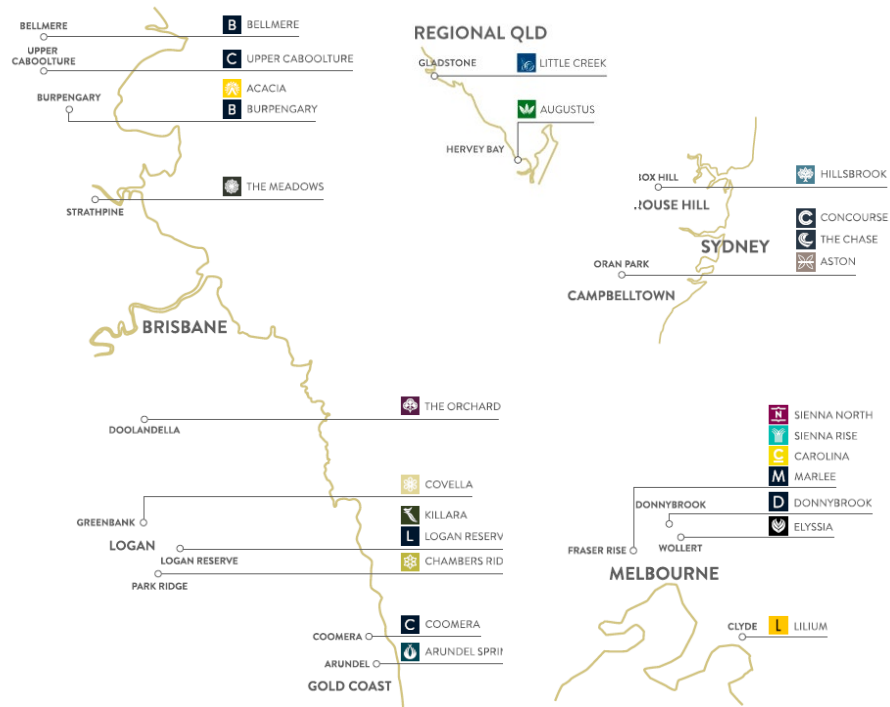 BELLMERE
B BELLMERE
UPPER
CABOOLTURE
C UPPER CABOOLTURE
ACACIA
BURPENGARY
B BURPENGARY
STRATHPINE
THE MEADOWS
BRISBANE
DOOLANDELLA
THE ORCHARD
COVELLA
GREENBANK
KILLARA
LOGAN
L LOGAN RESERV
LOGAN RESERVE
CHAMBERS RID
PARK RIDGE
C COOMERA
COOMERA
ARUNDEL SPRIN
ARUNDEL
GOLD COAST
REGIONAL QLD
GLADSTONE
LITTLE CREEK
AUGUSTUS
HERVEY BAY
OX HILL
HILLSBROOK
ROUSE HILL
C CONCOURSE
THE CHASE
SYDNEY
ASTON
ORAN PARK
CAMPBELLTOWN
N SIENNA NORTH
SIENNA RISE
C CAROLINA
M MARLEE
DONNYBROOK
D DONNYBROOK
ELYSSIA
WOLLERT
FRASER RISE
MELBOURNE
CLYDE
L LILIUM